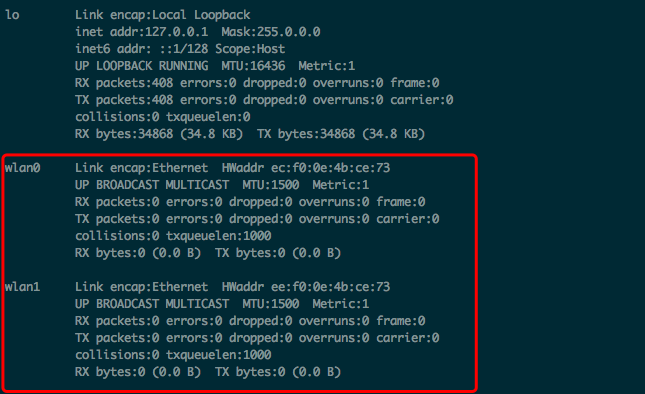 lo Link encap:Local Loopback
inet addr:127.0.0.1 Mask:255.0.0.0
inet6 addr: ::1/128 Scope:Host
UP LOOPBACK RUNNING MTU:16436 Metric:1
RX packets:408 errors:0 dropped:0 overruns:0 frame:0
TX packets:408 errors:0 dropped:0 overruns:0 carrier:0
collisions:0 txqueuelen:0
RX bytes:34868 (34.8 KB) TX bytes:34868 (34.8 KB)
wlan0 Link encap:Ethernet HWaddr ec:f0:0e:4b:ce:73
UP BROADCAST MULTICAST MTU:1500 Metric:1
RX packets:0 errors:0 dropped:0 overruns:0 frame:0
TX packets:0 errors:0 dropped:0 overruns:0 carrier:0
collisions:0 txqueuelen:1000
RX bytes:0 (0.0 B) TX bytes:0 (0.0 B)
wlan1 Link encap:Ethernet HWaddr ee:f0:0e:4b:ce:73
UP BROADCAST MULTICAST MTU:1500 Metric:1
RX packets:0 errors:0 dropped:0 overruns:0 frame:0
TX packets:0 errors:0 dropped:0 overruns:0 carrier:0
collisions:0 txqueuelen:1000
RX bytes:0 (0.0 B) TX bytes:0 (0.0 B)